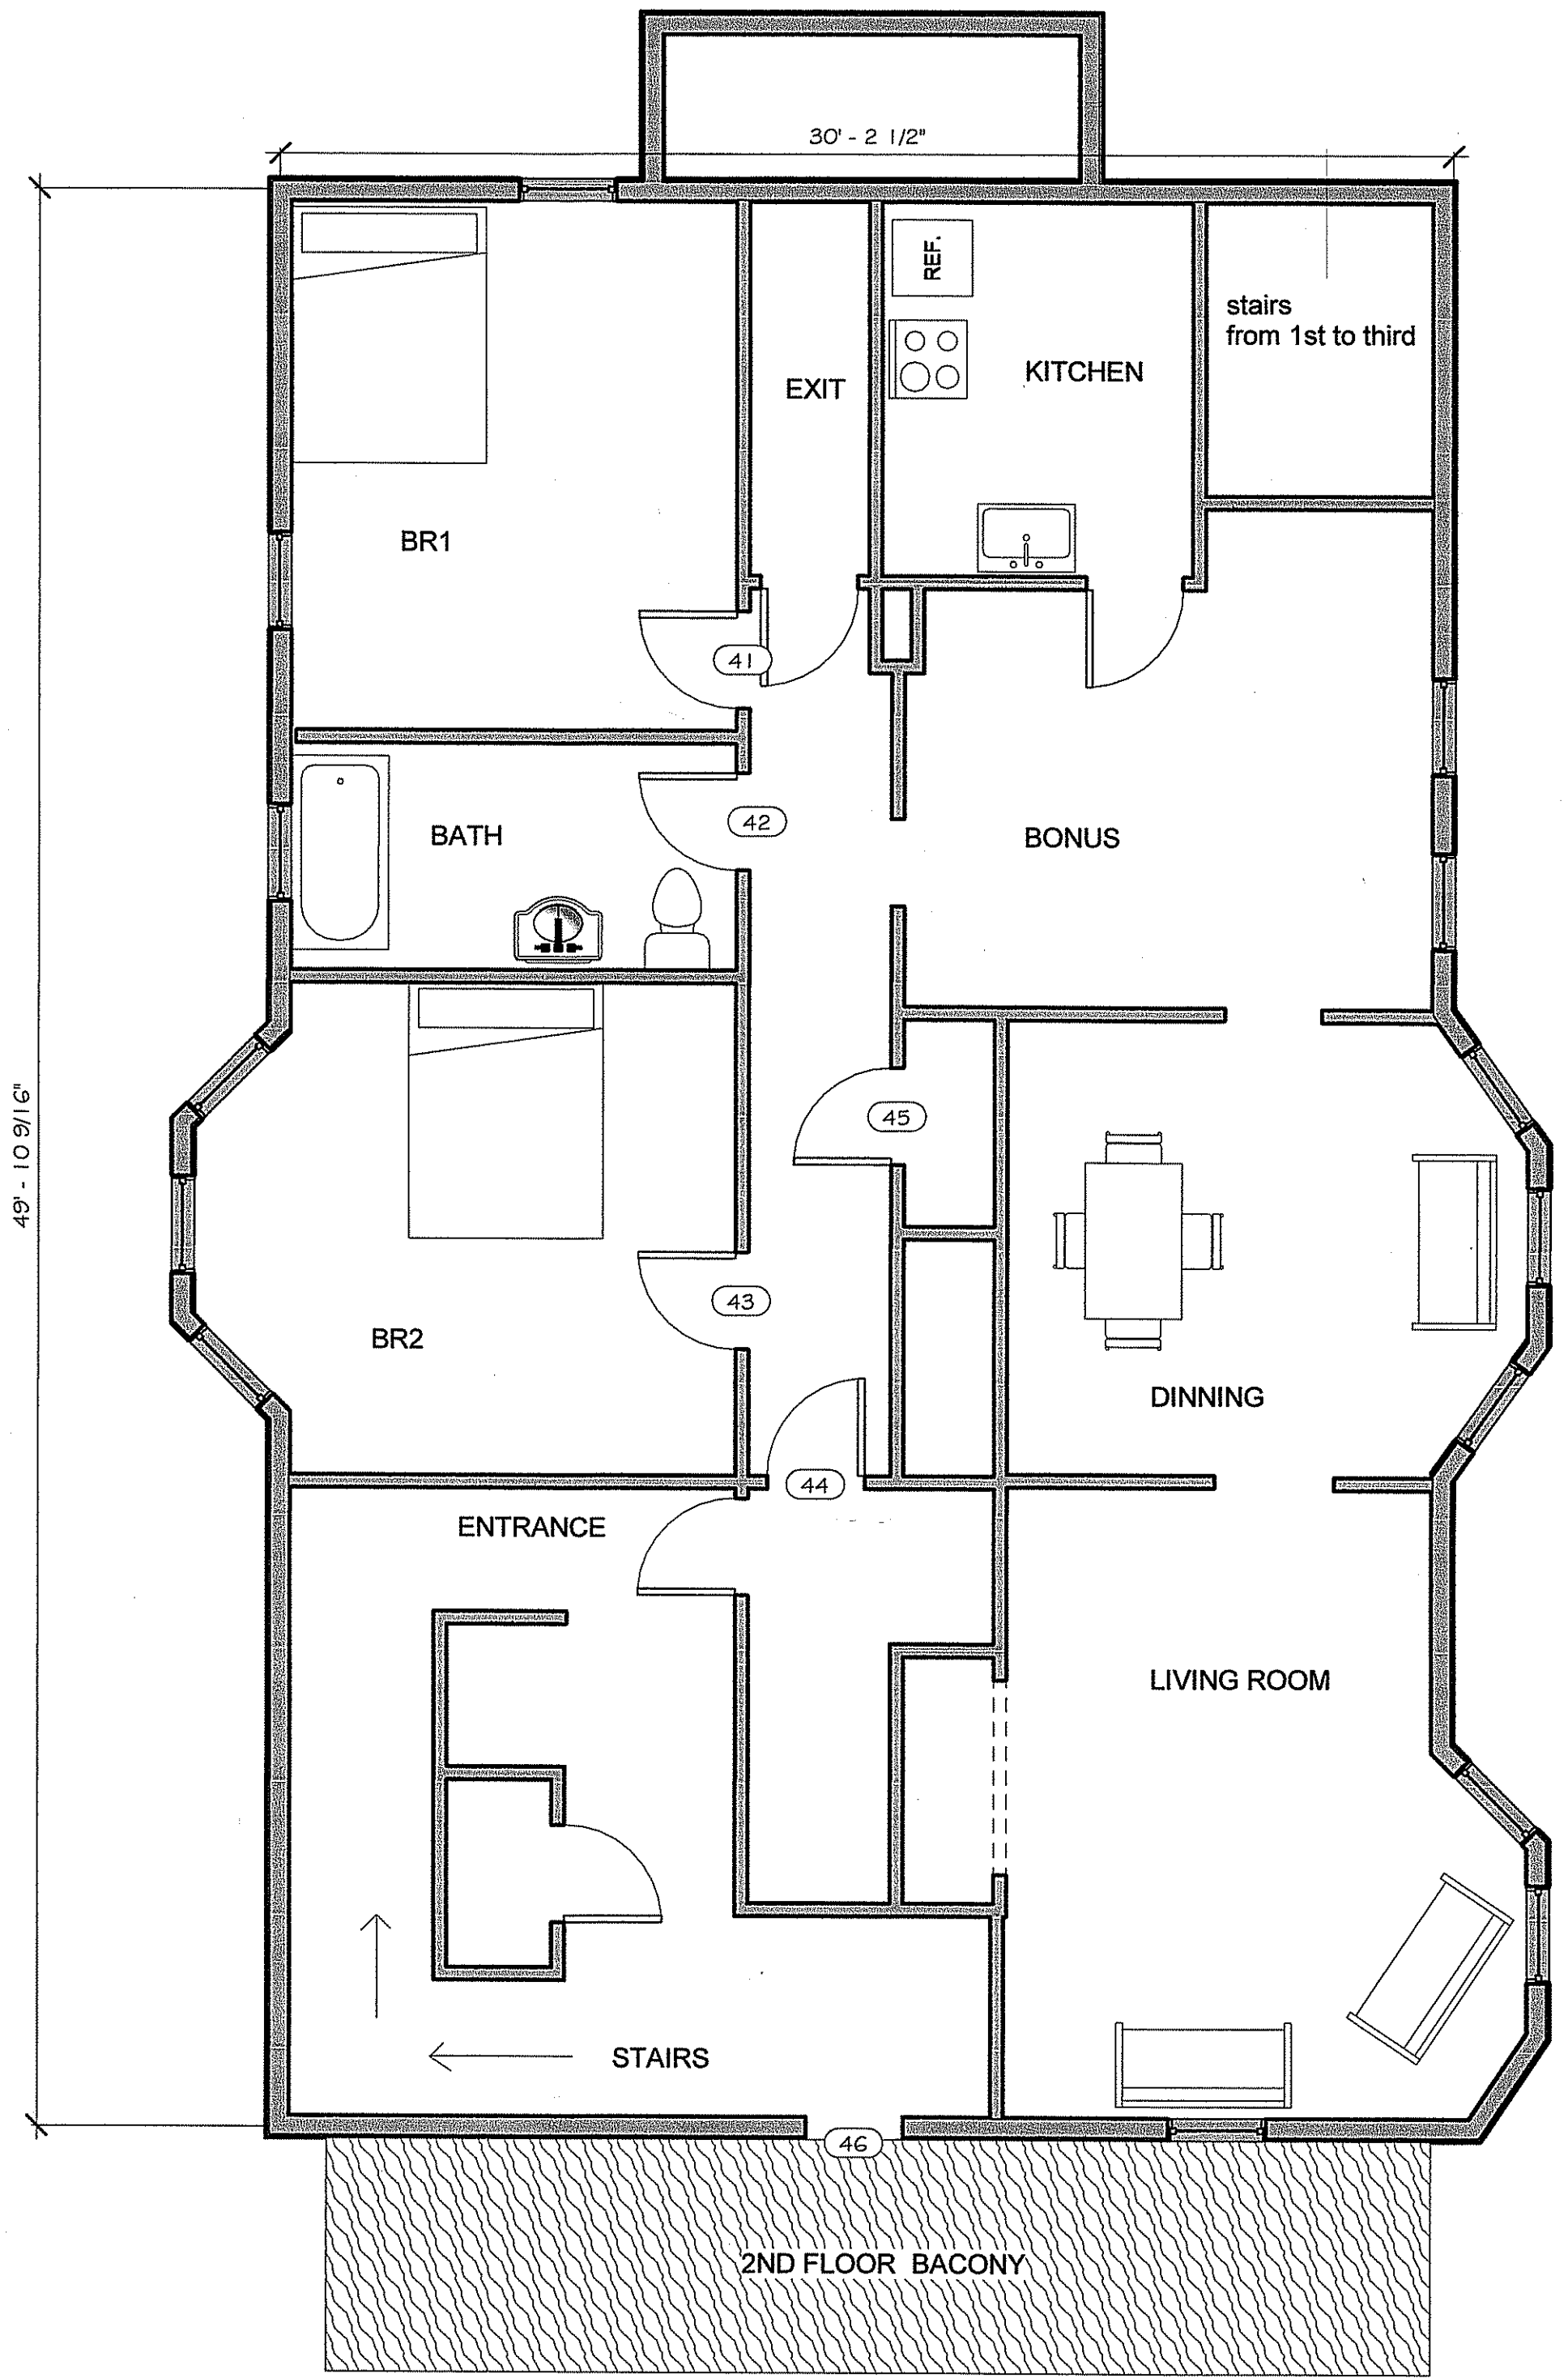 30' - 2 1/2"
REF.
stairs
from 1st to third
KITCHEN
EXIT
BR1
41
42
BATH
BONUS
49' - 10 9/16"
45
43
BR2
DINNING
44
ENTRANCE
LIVING ROOM
STAIRS
46
2ND FLOOR BACONY